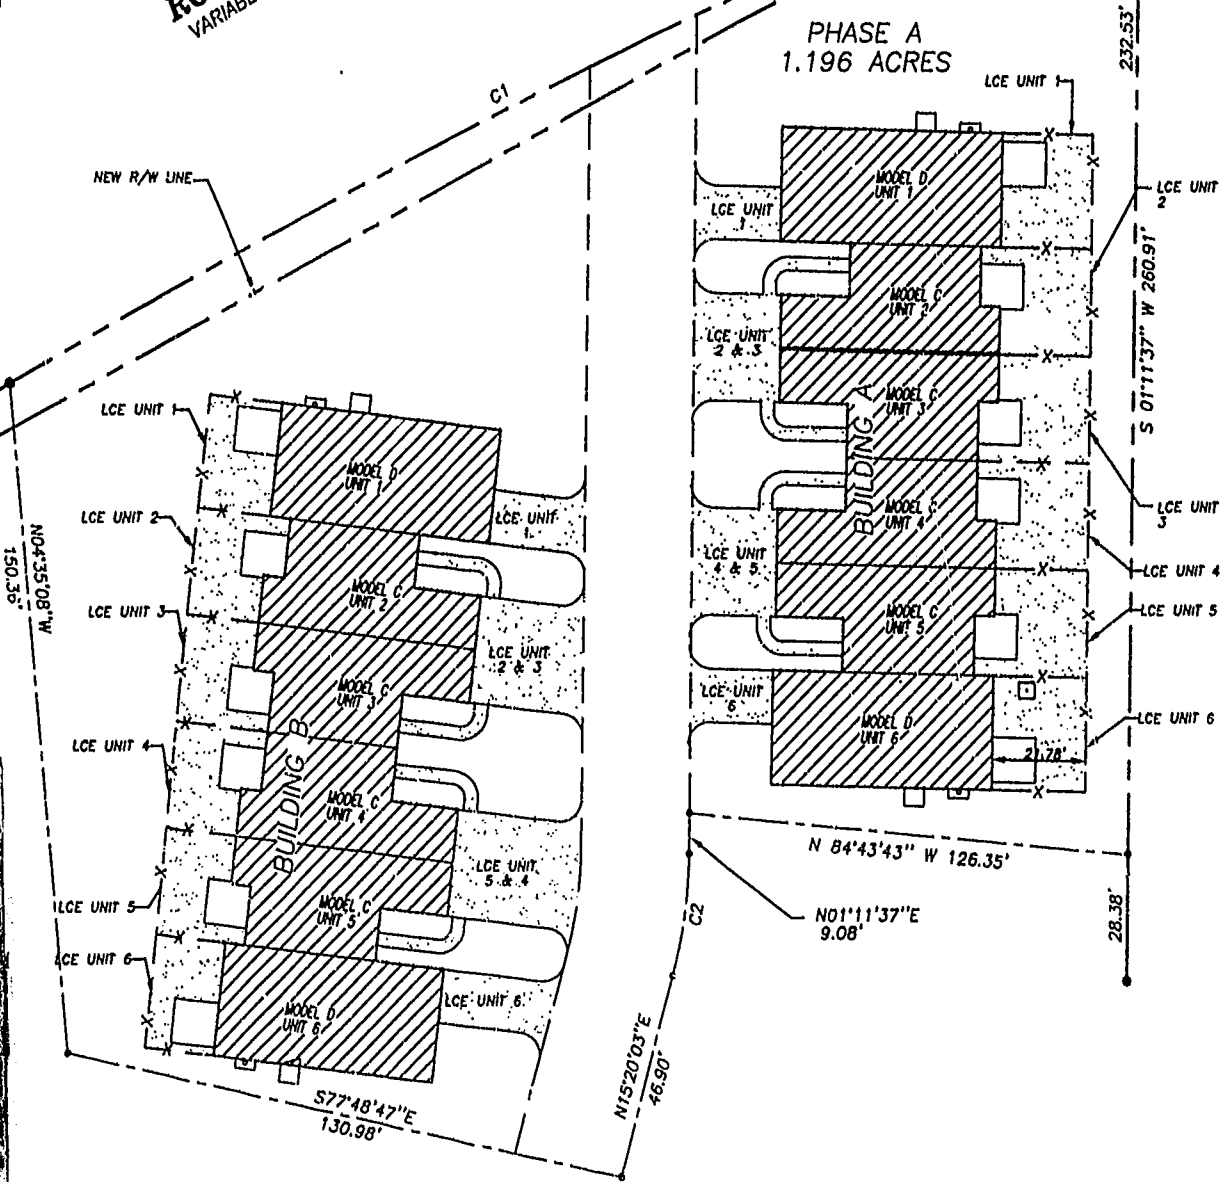 VARIABLE
PHASE A
1.196 ACRES
C1
NEW R/W LINE
232.53'
LCE UNIT 1
LCE UNIT
2
S 01°11'37" W 260.91'
MODEL D
UNIT 1
LCE UNIT
1
MODEL C
UNIT 2
LCE UNIT
2 & 3
MODEL C
UNIT 3
BUILDING A
MODEL C
UNIT 4
LCE UNIT
4 & 5
MODEL C
UNIT 5
LCE UNIT
6
MODEL D
UNIT 6
LCE UNIT
3
LCE UNIT 4
LCE UNIT 5
LCE UNIT 6
21.78'
N 84°43'43" W 126.35'
N01°11'37"E
9.08'
28.38'
C2
N15°20'03"E
46.90'
LCE UNIT 1
LCE UNIT 2
LCE UNIT 3
LCE UNIT 4
LCE UNIT 5
LCE UNIT 6
N04°35'08"W
150.36'
MODEL D
UNIT 1
LCE UNIT
1
MODEL C
UNIT 2
LCE UNIT
2 & 3
MODEL C
UNIT 3
BUILDING B
MODEL C
UNIT 4
LCE UNIT
5 & 4
MODEL C
UNIT 5
LCE UNIT 6
MODEL D
UNIT 6
S77°48'47"E
130.98'